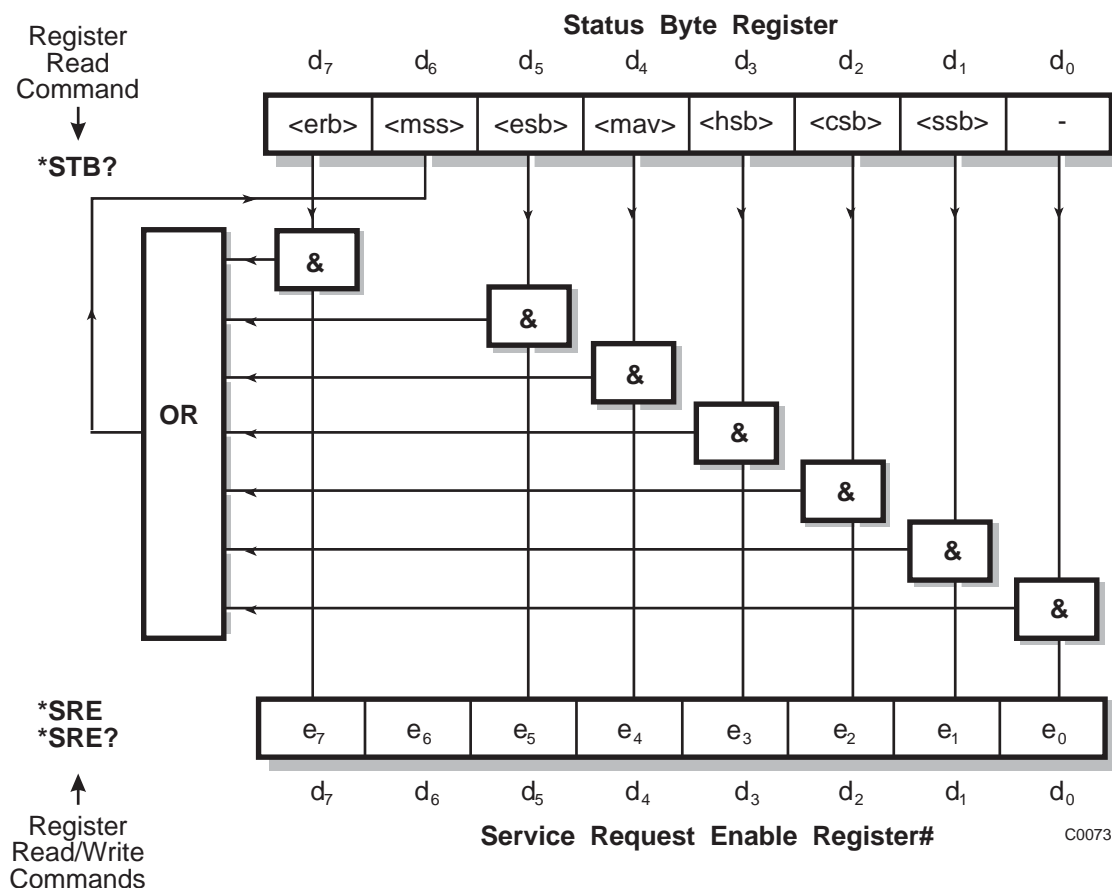 Status Byte Register
Register
Read
Command
d7 d6 d5 d4 d3 d2 d1 d0
<erb> <mss> <esb> <mav> <hsb> <csb> <ssb> -
*STB?
&
&
&
OR
&
&
&
&
*SRE
*SRE?
e7 e6 e5 e4 e3 e2 e1 e0
d7 d6 d5 d4 d3 d2 d1 d0
Register
Read/Write
Commands
Service Request Enable Register#
C0073